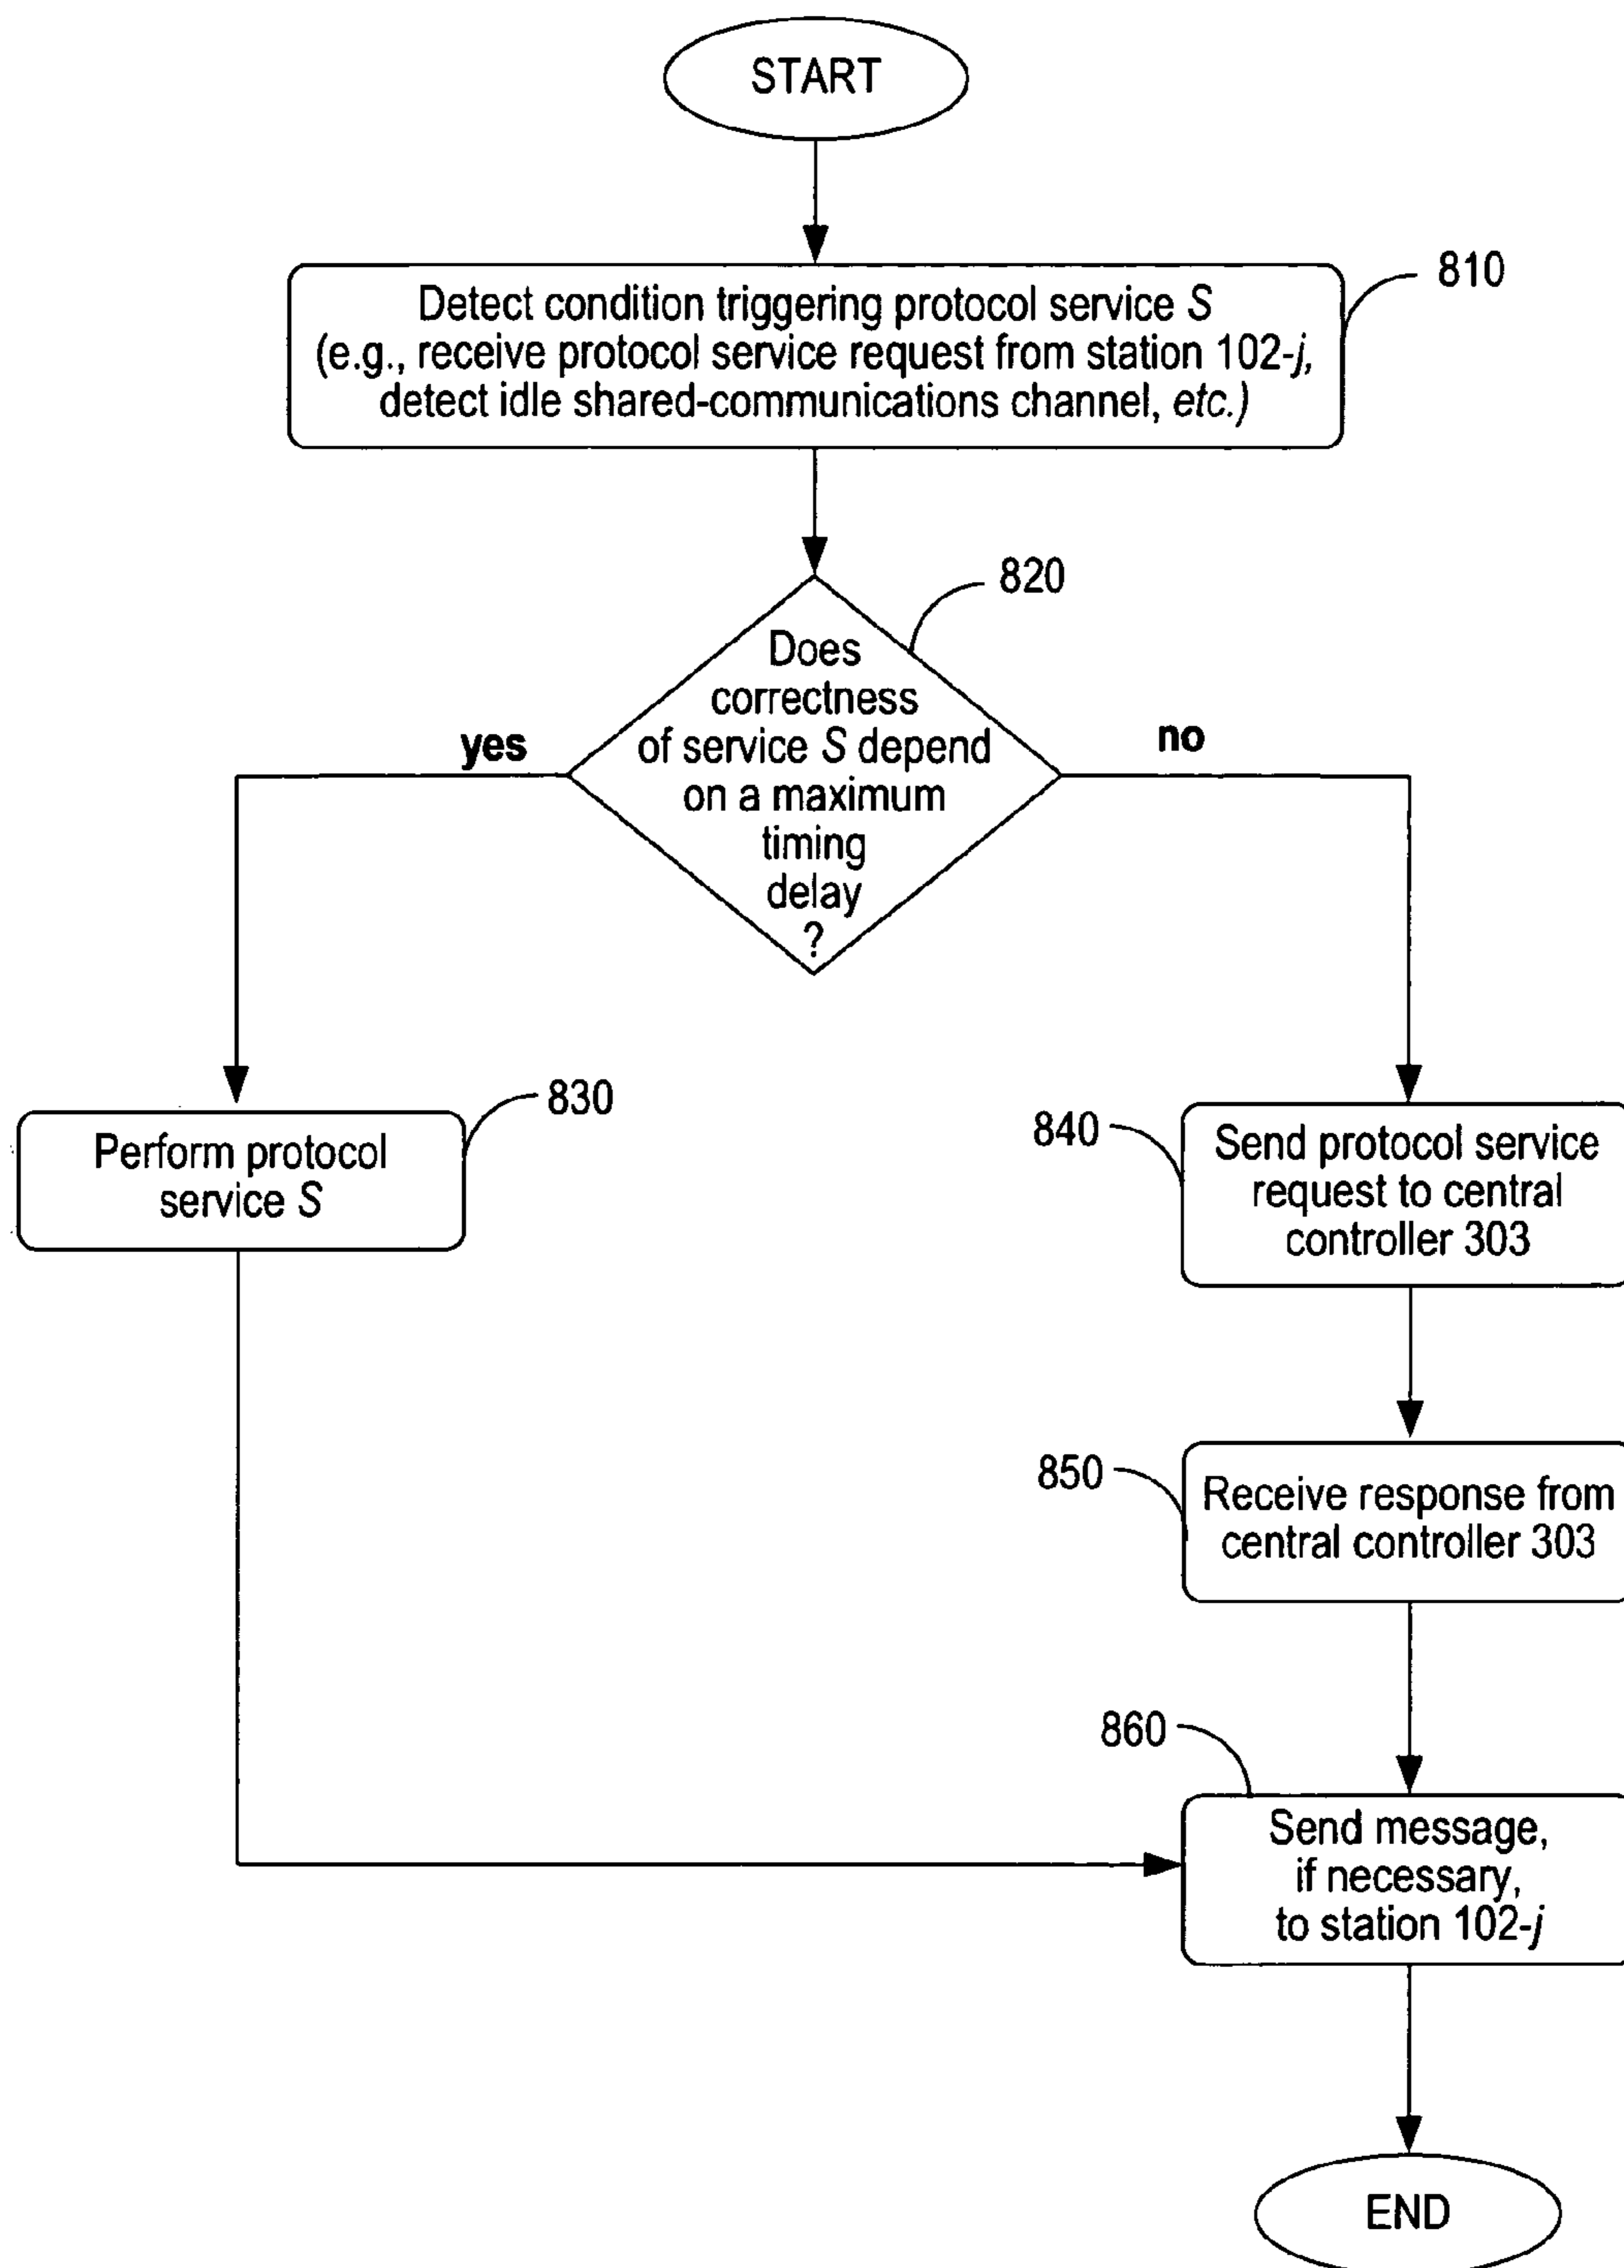 START
810
Detect condition triggering protocol service S
(e.g., receive protocol service request from station 102-j,
detect idle shared-communications channel, etc.)
820
Does
correctness
of service S depend
on a maximum
timing
delay
?
yes
no
830
Perform protocol
service S
840
Send protocol service
request to central
controller 303
850
Receive response from
central controller 303
860
Send message,
if necessary,
to station 102-j
END